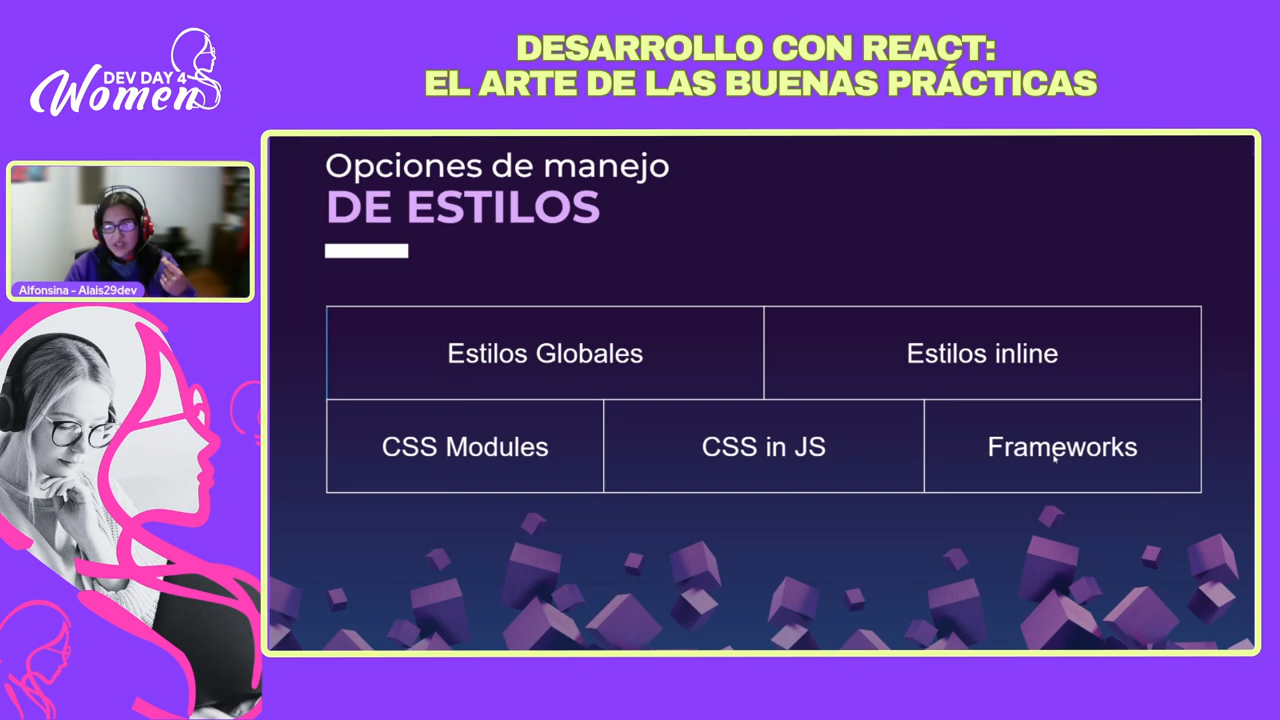 DEV DAY 4
Women
DESARROLLO CON REACT:
EL ARTE DE LAS BUENAS PRÁCTICAS
Alfonsina - Alais29dev
Opciones de manejo
DE ESTILOS
Estilos Globales
Estilos inline
CSS Modules
CSS in JS
Frameworks